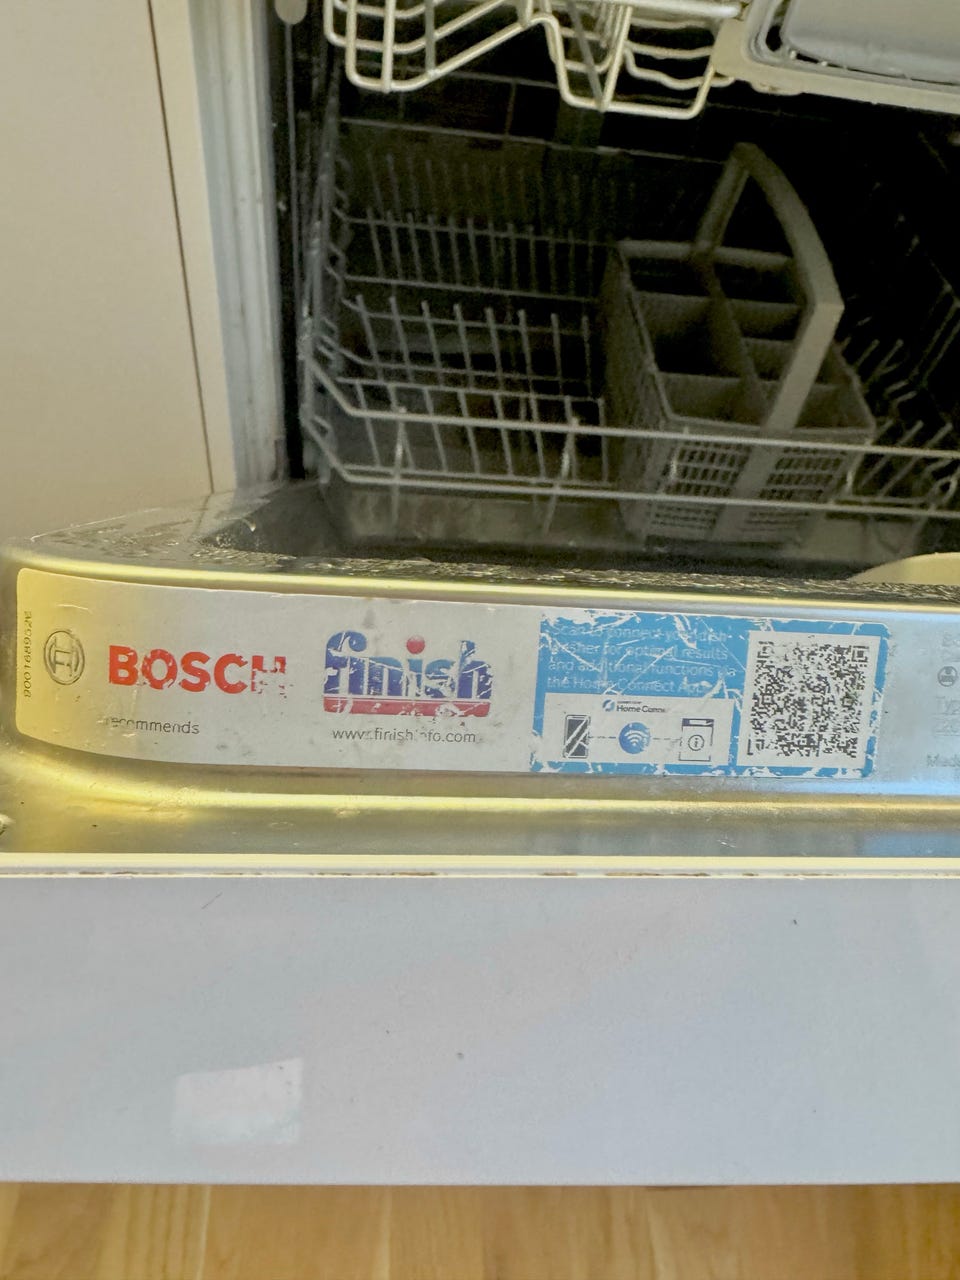 9001689526
BOSCH
recommends
finish
www.finishinfo.com
Scan to connect your dish-
washer for optimal results
and additional functions via
the Home Connect App.
Home Connect